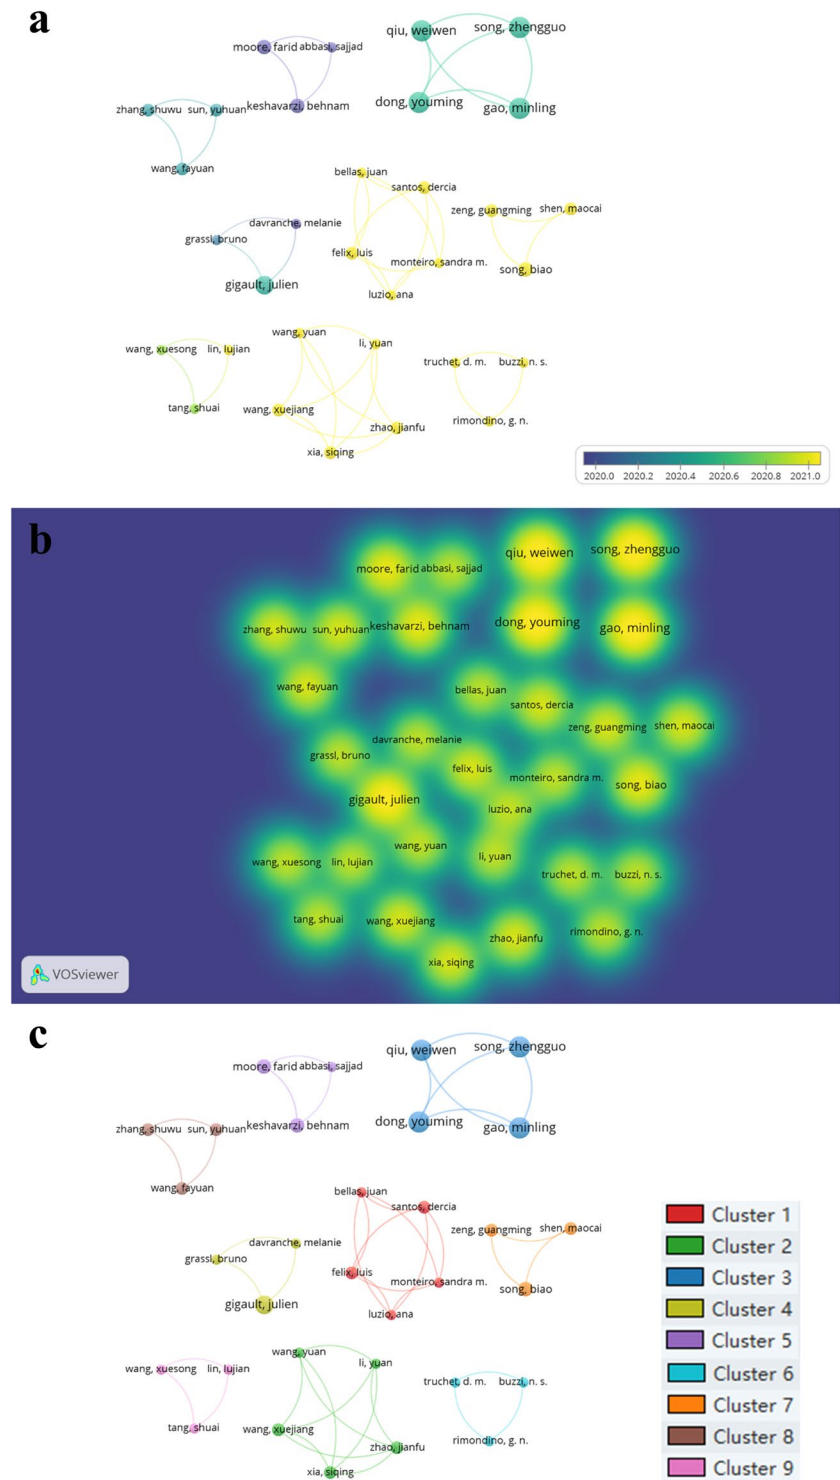 a
qiu, weiwen
song, zhengguo
moore, farid
abbasi, sajjad
dong, youming
gao, minling
zhang, shuwu
sun, yuhuan
keshavarzi, behnam
wang, fayuan
bellas, juan
santos, dercia
zeng, guangming
shen, maocai
davranche, melanie
grassl, bruno
felix, luis
monteiro, sandra m.
song, biao
gigault, julien
luzio, ana
wang, yuan
li, yuan
wang, xuesong
lin, lujian
truchet, d. m.
buzzi, n. s.
tang, shuai
wang, xuejiang
zhao, jianfu
rimondino, g. n.
xia, siqing
2020.0 2020.2 2020.4 2020.6 2020.8 2021.0
b
qiu, weiwen
song, zhengguo
moore, farid
abbasi, sajjad
zhang, shuwu
sun, yuhuan
keshavarzi, behnam
dong, youming
gao, minling
wang, fayuan
bellas, juan
santos, dercia
zeng, guangming
shen, maocai
davranche, melanie
grassl, bruno
felix, luis
monteiro, sandra m.
song, biao
gigault, julien
luzio, ana
wang, yuan
li, yuan
wang, xuesong
lin, lujian
truchet, d. m.
buzzi, n. s.
tang, shuai
wang, xuejiang
zhao, jianfu
rimondino, g. n.
xia, siqing
VOSviewer
c
qiu, weiwen
song, zhengguo
moore, farid
abbasi, sajjad
dong, youming
gao, minling
zhang, shuwu
sun, yuhuan
keshavarzi, behnam
wang, fayuan
bellas, juan
santos, dercia
zeng, guangming
shen, maocai
davranche, melanie
grassl, bruno
felix, luis
monteiro, sandra m.
song, biao
gigault, julien
luzio, ana
wang, yuan
li, yuan
wang, xuesong
lin, lujian
truchet, d. m.
buzzi, n. s.
tang, shuai
wang, xuejiang
zhao, jianfu
rimondino, g. n.
xia, siqing
Cluster 1
Cluster 2
Cluster 3
Cluster 4
Cluster 5
Cluster 6
Cluster 7
Cluster 8
Cluster 9